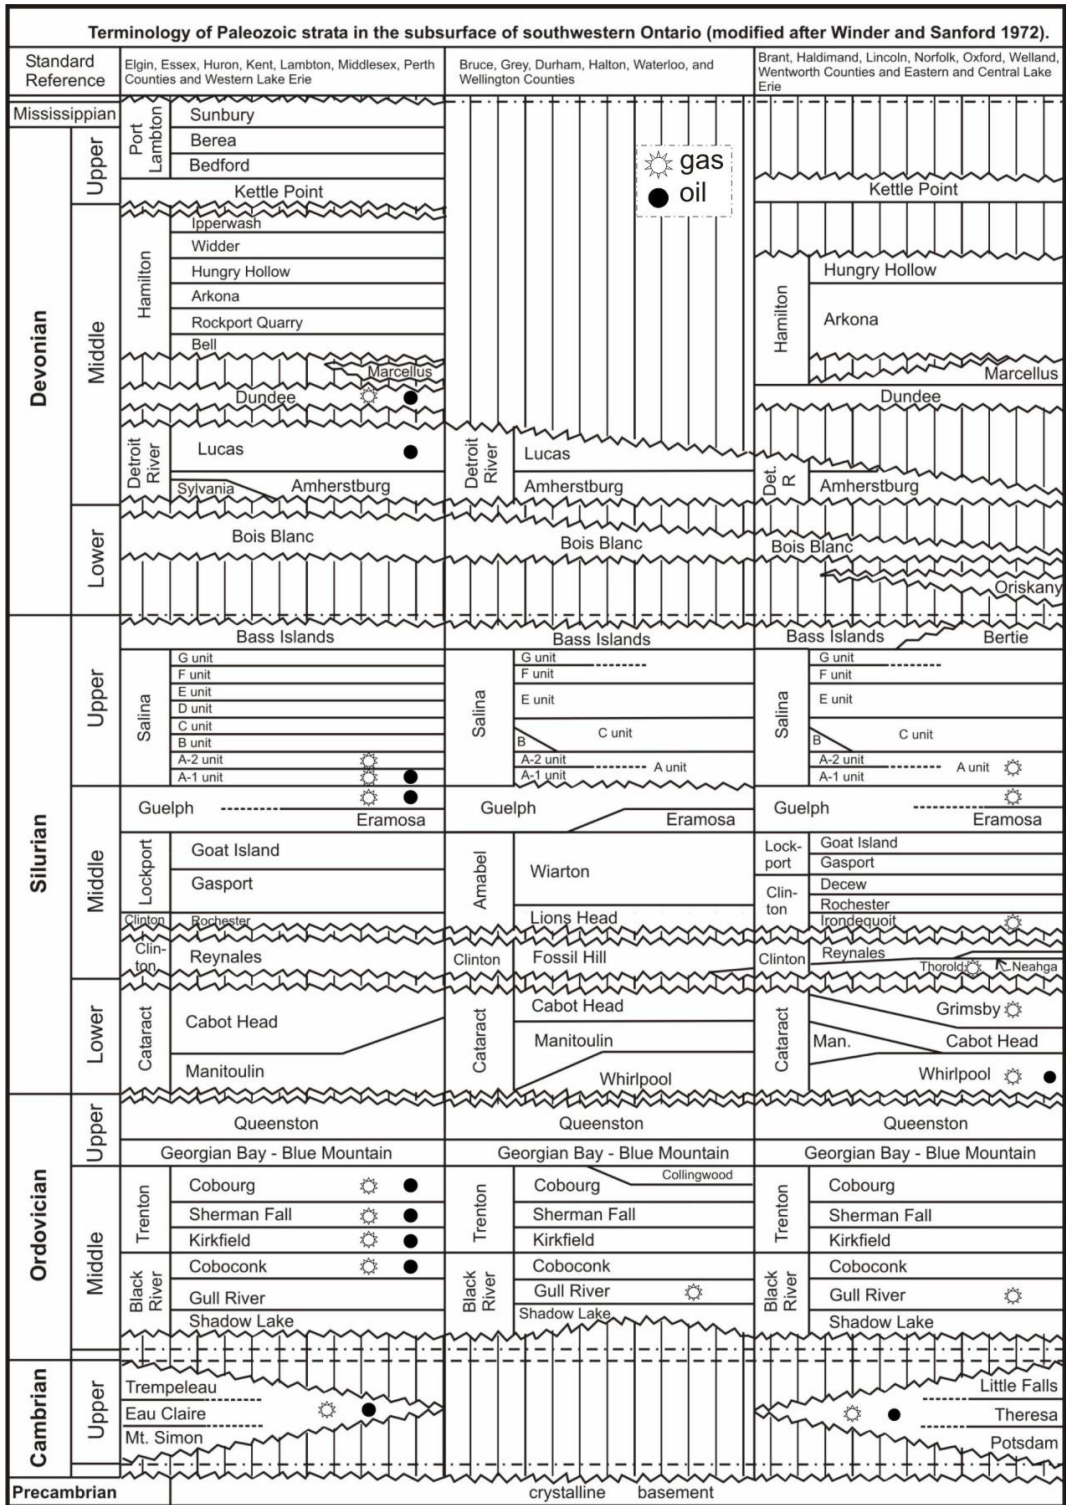 Terminology of Paleozoic strata in the subsurface of southwestern Ontario (modified after Winder and Sanford 1972).
Standard
Reference
Elgin, Essex, Huron, Kent, Lambton, Middlesex, Perth
Counties and Western Lake Erie
Bruce, Grey, Durham, Halton, Waterloo, and
Wellington Counties
Brant, Haldimand, Lincoln, Norfolk, Oxford, Welland,
Wentworth Counties and Eastern and Central Lake
Erie
Mississippian
Devonian
Upper
Middle
Lower
Silurian
Upper
Middle
Lower
Ordovician
Upper
Middle
Cambrian
Upper
Precambrian
Port
Lambton
Sunbury
Berea
Bedford
Kettle Point
Hamilton
Ipperwash
Widder
Hungry Hollow
Arkona
Rockport Quarry
Bell
Marcellus
Dundee
Detroit
River
Lucas
Sylvania
Amherstburg
Bois Blanc
Bass Islands
Salina
G unit
F unit
E unit
D unit
C unit
B unit
A-2 unit
A-1 unit
Guelph
Eramosa
Lockport
Goat Island
Gasport
Clinton
Rochester
Clin-
ton
Reynales
Cataract
Cabot Head
Manitoulin
Queenston
Georgian Bay - Blue Mountain
Trenton
Cobourg
Sherman Fall
Kirkfield
Black
River
Coboconk
Gull River
Shadow Lake
Trempeleau
Eau Claire
Mt. Simon
gas
oil
Detroit
River
Lucas
Amherstburg
Bois Blanc
Bass Islands
Salina
G unit
F unit
E unit
C unit
B
A-2 unit
A-1 unit
A unit
Guelph
Eramosa
Amabel
Wiarton
Lions Head
Clinton
Fossil Hill
Cataract
Cabot Head
Manitoulin
Whirlpool
Queenston
Georgian Bay - Blue Mountain
Collingwood
Trenton
Cobourg
Sherman Fall
Kirkfield
Black
River
Coboconk
Gull River
Shadow Lake
crystalline basement
Kettle Point
Hamilton
Hungry Hollow
Arkona
Marcellus
Dundee
Det.
R
Amherstburg
Bois Blanc
Oriskany
Bass Islands
Bertie
Salina
G unit
F unit
E unit
C unit
B
A-2 unit
A-1 unit
A unit
Guelph
Eramosa
Lock-
port
Goat Island
Gasport
Clin-
ton
Decew
Rochester
Irondequoit
Clinton
Reynales
Thorold
Neahga
Cataract
Grimsby
Man.
Cabot Head
Whirlpool
Queenston
Georgian Bay - Blue Mountain
Trenton
Cobourg
Sherman Fall
Kirkfield
Black
River
Coboconk
Gull River
Shadow Lake
Little Falls
Theresa
Potsdam